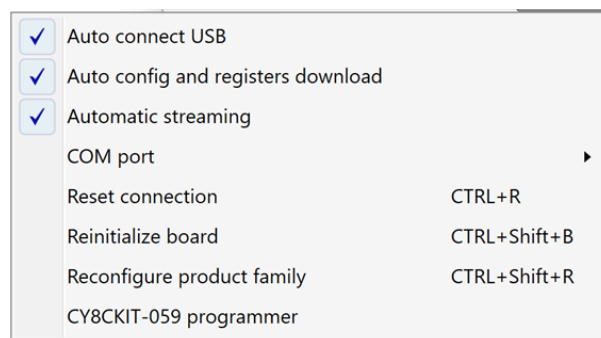 Auto connect USB
Auto config and registers download
Automatic streaming
COM port
Reset connection CTRL+R
Reinitialize board CTRL+Shift+B
Reconfigure product family CTRL+Shift+R
CY8CKIT-059 programmer